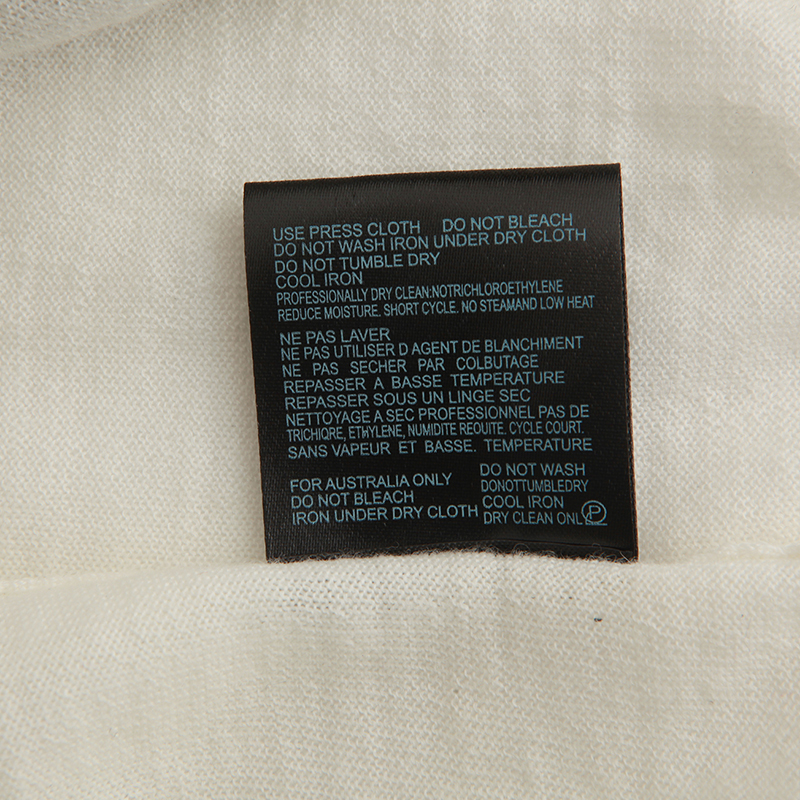 USE PRESS CLOTH DO NOT BLEACH
DO NOT WASH IRON UNDER DRY CLOTH
DO NOT TUMBLE DRY
COOL IRON
PROFESSIONALLY DRY CLEAN:NOTRICHLOROETHYLENE
REDUCE MOISTURE. SHORT CYCLE. NO STEAMAND LOW HEAT
NE PAS LAVER
NE PAS UTILISER D AGENT DE BLANCHIMENT
NE PAS SECHER PAR COLBUTAGE
REPASSER A BASSE TEMPERATURE
REPASSER SOUS UN LINGE SEC
NETTOYAGE A SEC PROFESSIONNEL PAS DE
TRICHIQRE, ETHYLENE, NUMIDITE REOUITE. CYCLE COURT.
SANS VAPEUR ET BASSE. TEMPERATURE
FOR AUSTRALIA ONLY
DO NOT BLEACH
IRON UNDER DRY CLOTH
DO NOT WASH
DONOTTUMBLEDRY
COOL IRON
DRY CLEAN ONLY
P